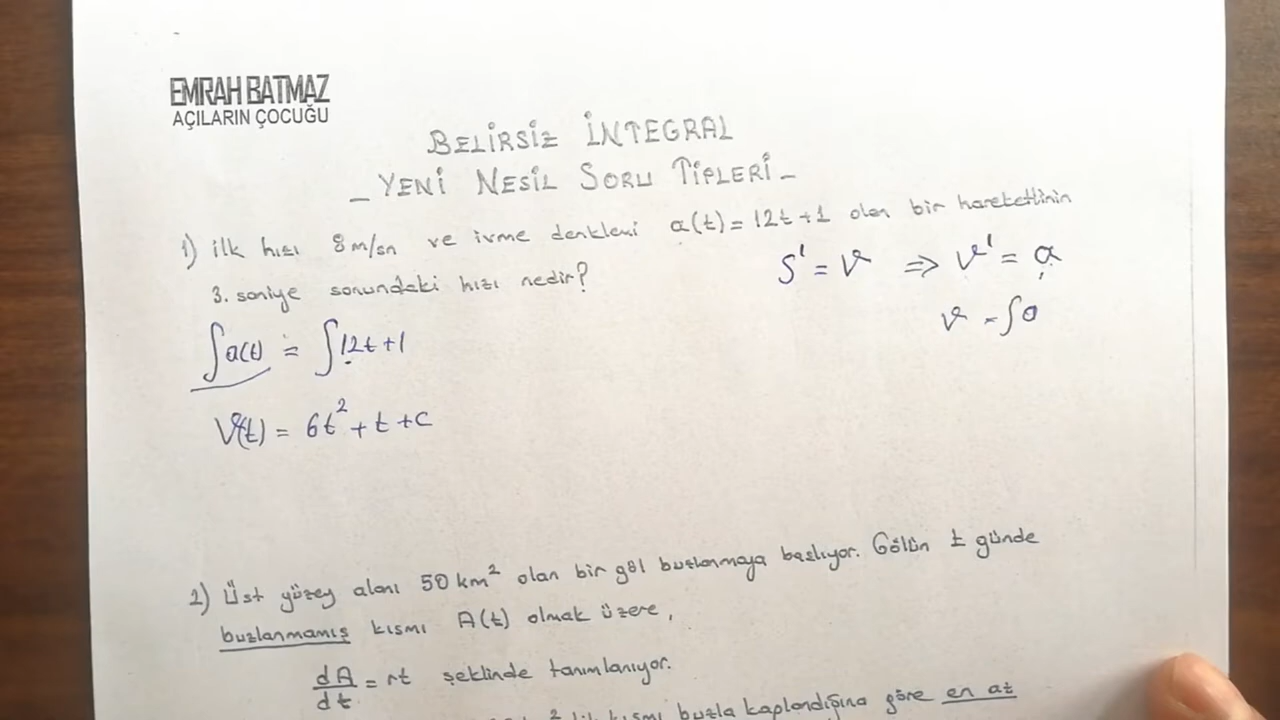 EMRAH BATMAZ
AÇILARIN ÇOCUĞU
BELİRSİZ İNTEGRAL
- YENİ NESİL SORU TİPLERİ -
1) ilk hızı 8 m/sn ve ivme denklemi a(t) = 12t+1 olan bir hareketlinin
3. saniye sonundaki hızı nedir?
S' = v ⇒ v' = a
v = ∫a
∫a(t) = ∫12t+1
V(t) = 6t² + t + c
2) Üst yüzey alanı 50 km² olan bir göl buzlanmaya başlıyor. Gölün t günde
buzlanmamış kısmı A(t) olmak üzere,
dA/dt = rt şeklinde tanımlanıyor.
kısmı buzla kaplandığına göre en az